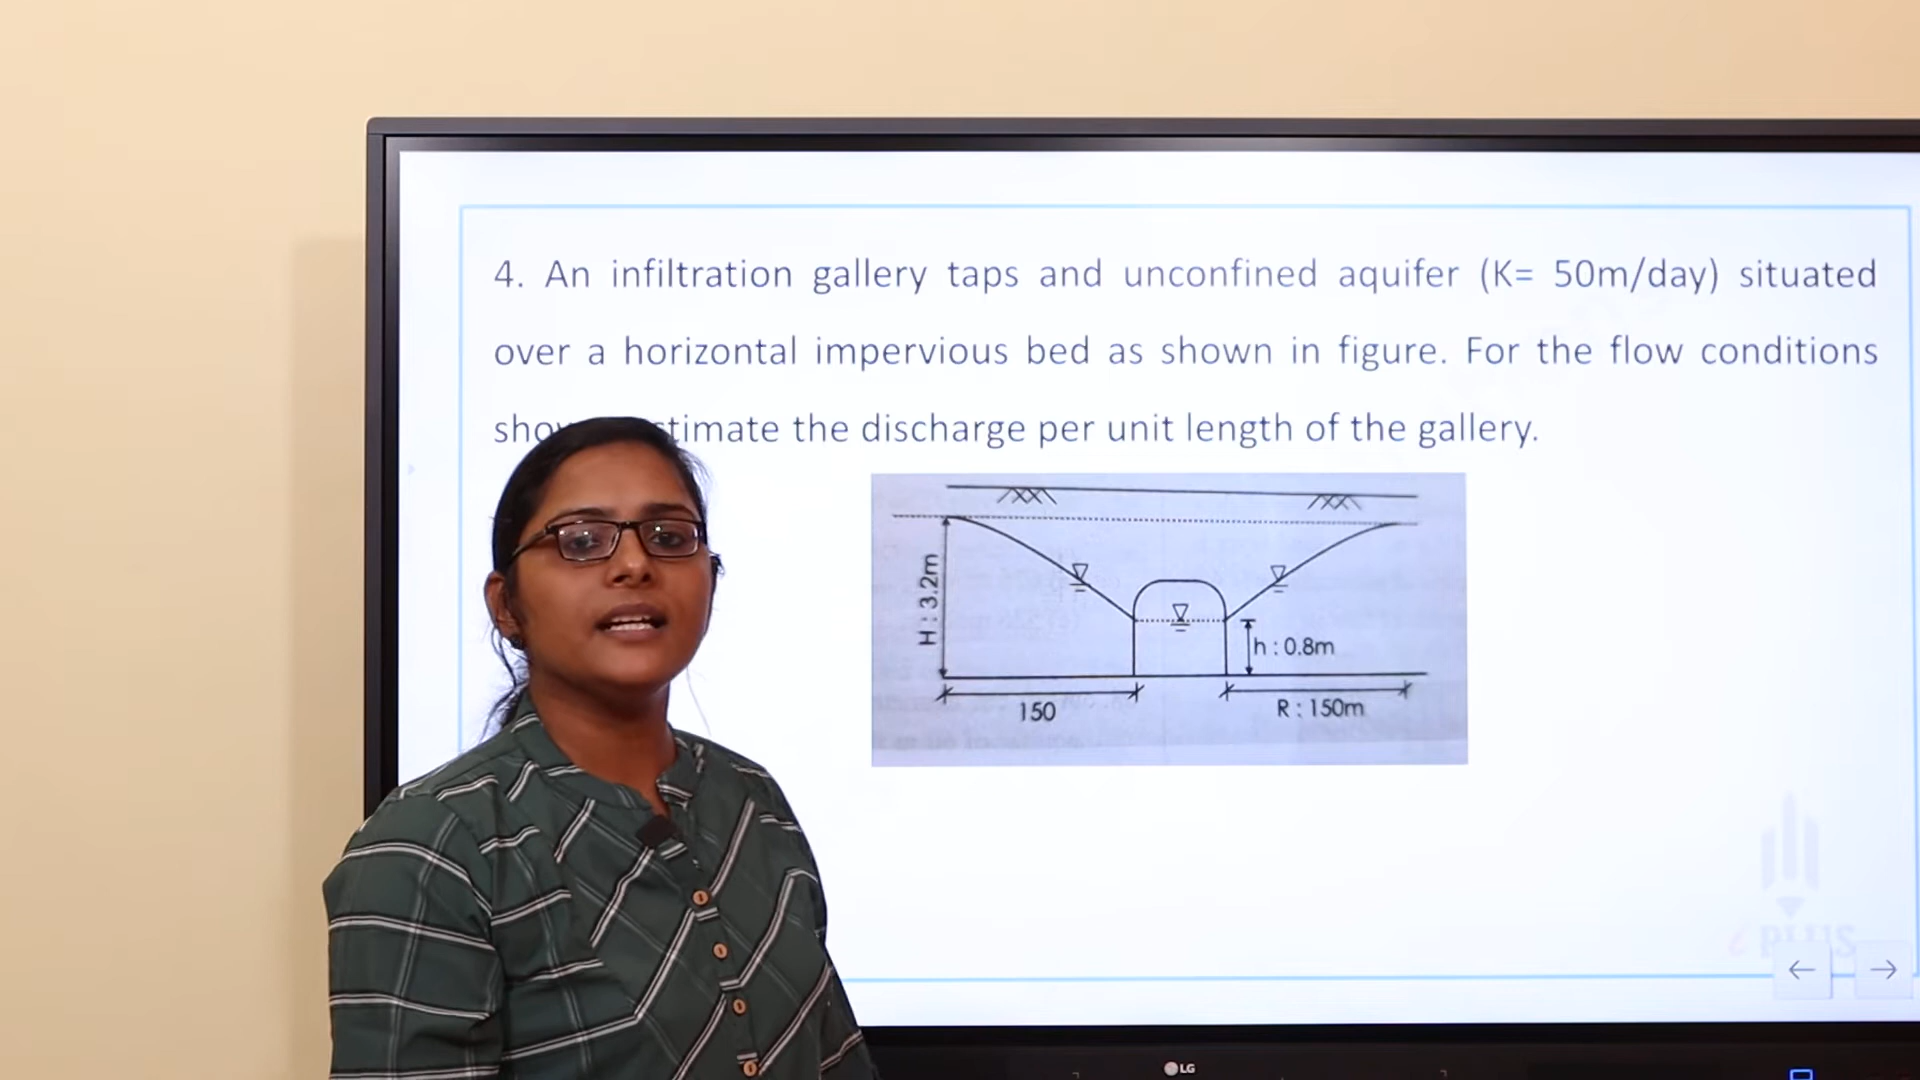 4. An infiltration gallery taps and unconfined aquifer (K= 50m/day) situated
over a horizontal impervious bed as shown in figure. For the flow conditions
the discharge per unit length of the gallery.
H : 3.2m
h : 0.8m
150
R : 150m
PLUS
LG